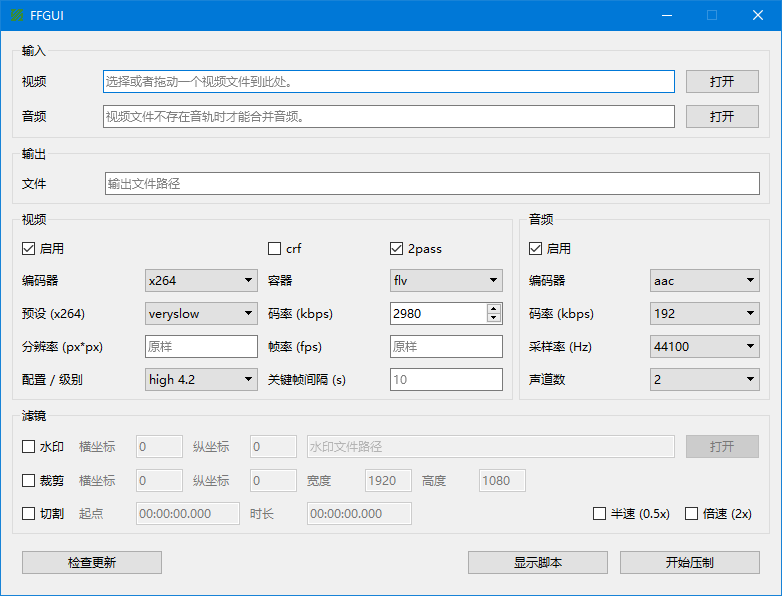 FFGUI
输入
视频 选择或者拖动一个视频文件到此处。 打开
音频 视频文件不存在音轨时才能合并音频。 打开
输出
文件 输出文件路径
视频 音频
启用 crf 2pass 启用
编码器 x264 容器 flv 编码器 aac
预设 (x264) veryslow 码率 (kbps) 2980 码率 (kbps) 192
分辨率 (px*px) 原样 帧率 (fps) 原样 采样率 (Hz) 44100
配置 / 级别 high 4.2 关键帧间隔 (s) 10 声道数 2
滤镜
水印 横坐标 0 纵坐标 0 水印文件路径 打开
裁剪 横坐标 0 纵坐标 0 宽度 1920 高度 1080
切割 起点 00:00:00.000 时长 00:00:00.000 半速 (0.5x) 倍速 (2x)
检查更新 显示脚本 开始压制